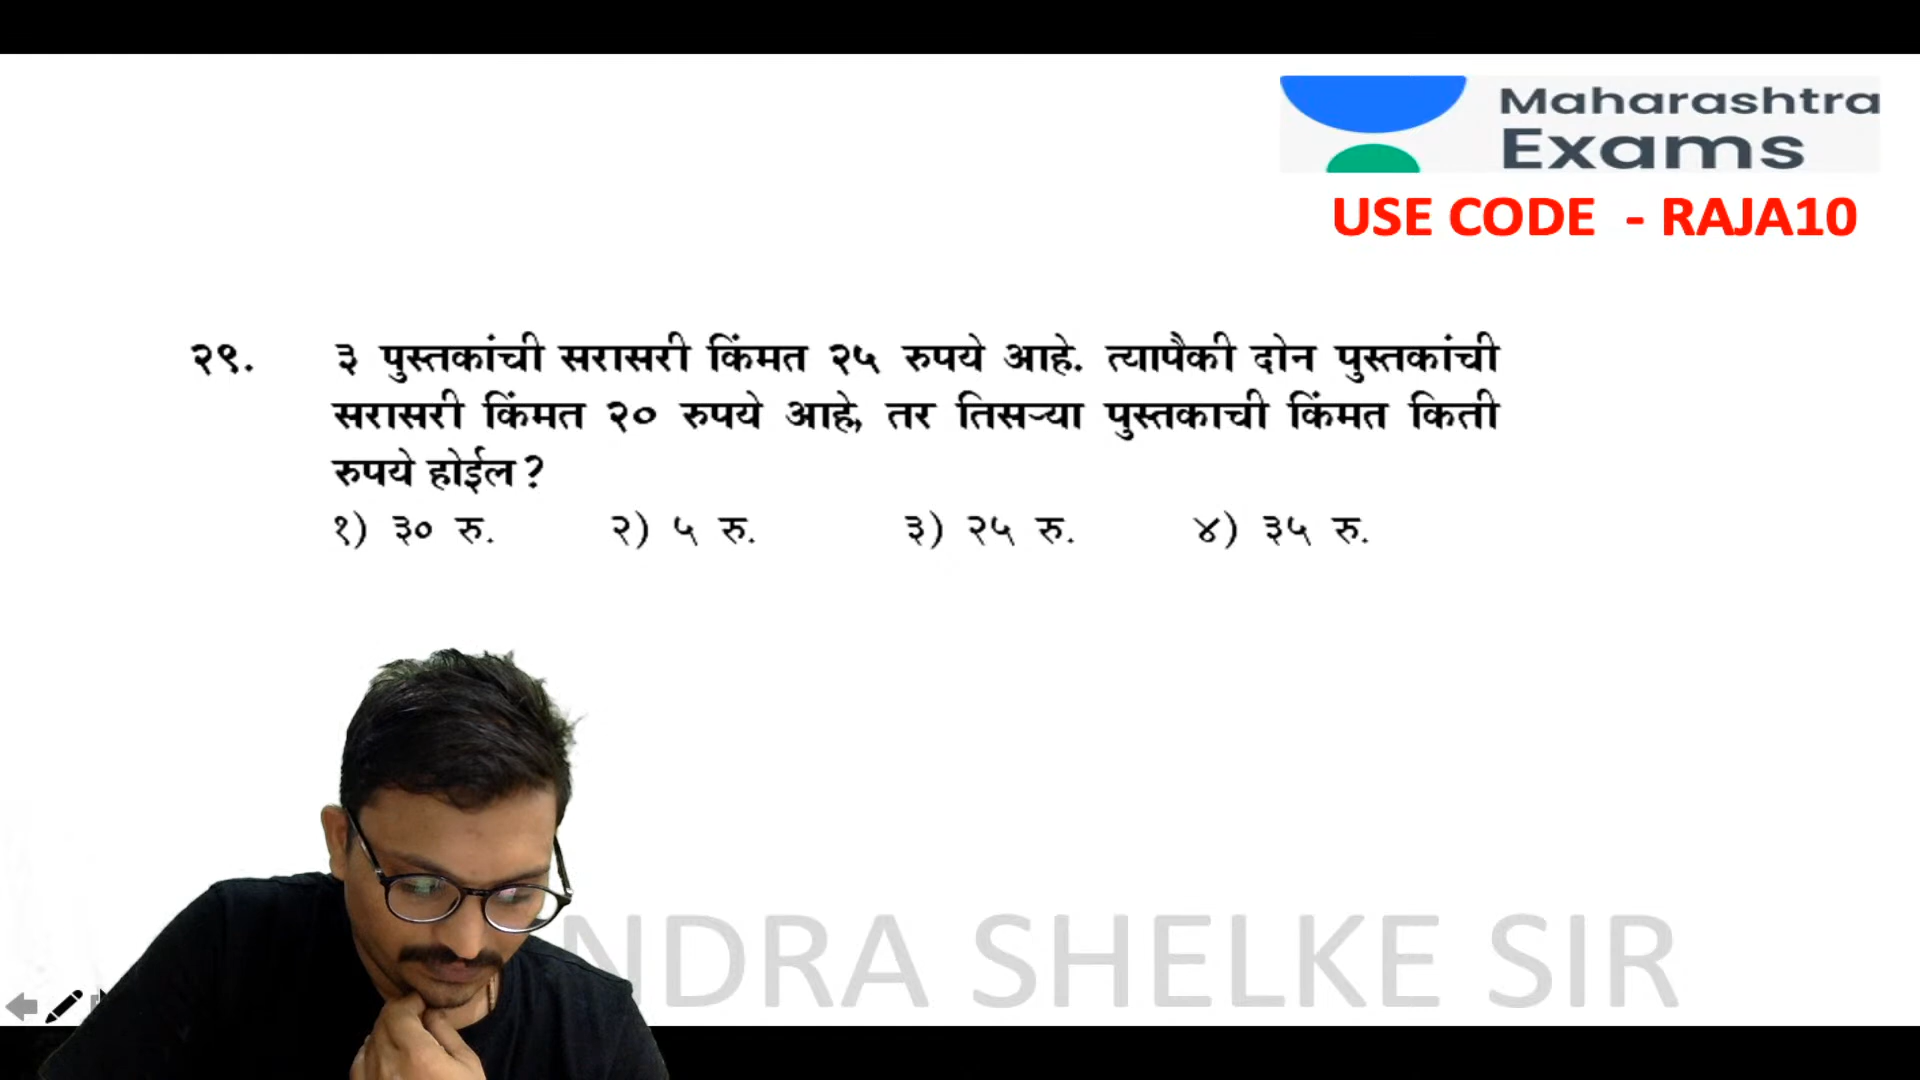 Maharashtra
Exams
USE CODE - RAJA10
२९. ३ पुस्तकांची सरासरी किंमत २५ रुपये आहे. त्यापैकी दोन पुस्तकांची
सरासरी किंमत २० रुपये आहे, तर तिसऱ्या पुस्तकाची किंमत किती
रुपये होईल?
१) ३० रु. २) ५ रु. ३) २५ रु. ४) ३५ रु.
NDRA SHELKE SIR